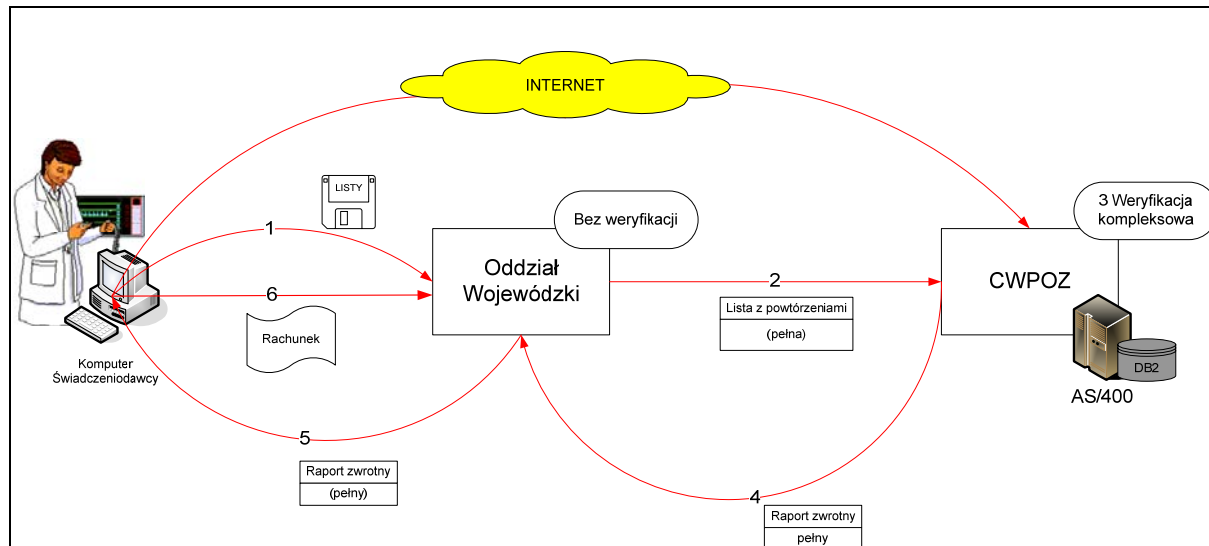 INTERNET
LISTY
1
Bez weryfikacji
3 Weryfikacja
kompleksowa
Oddział
Wojewódzki
2
CWPOZ
6
Rachunek
Lista z powtórzeniami
(pełna)
Komputer
Świadczeniodawcy
DB2
AS/400
5
Raport zwrotny
(pełny)
4
Raport zwrotny
pełny